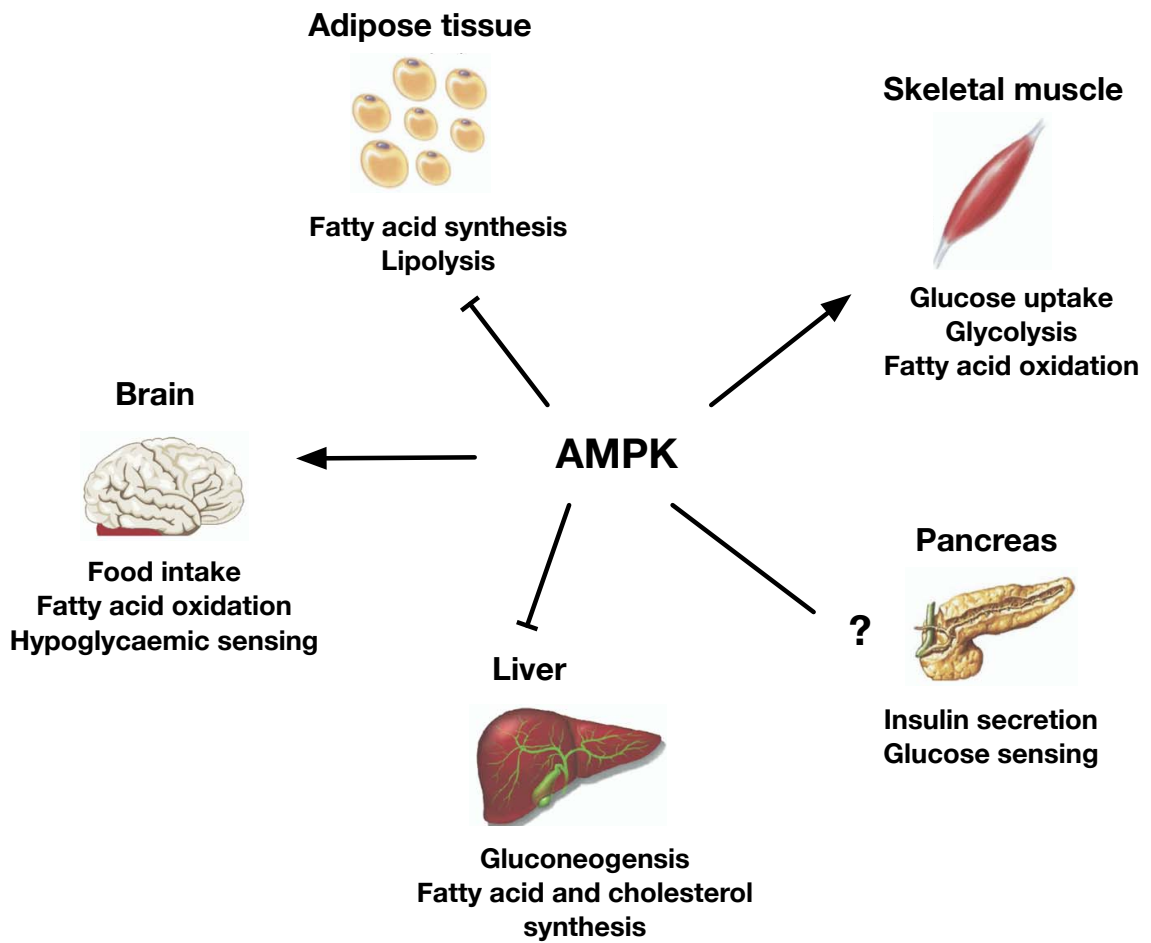 Adipose tissue
Fatty acid synthesis
Lipolysis
Skeletal muscle
Glucose uptake
Glycolysis
Fatty acid oxidation
Brain
Food intake
Fatty acid oxidation
Hypoglycaemic sensing
AMPK
Pancreas
?
Insulin secretion
Glucose sensing
Liver
Gluconeogensis
Fatty acid and cholesterol
synthesis